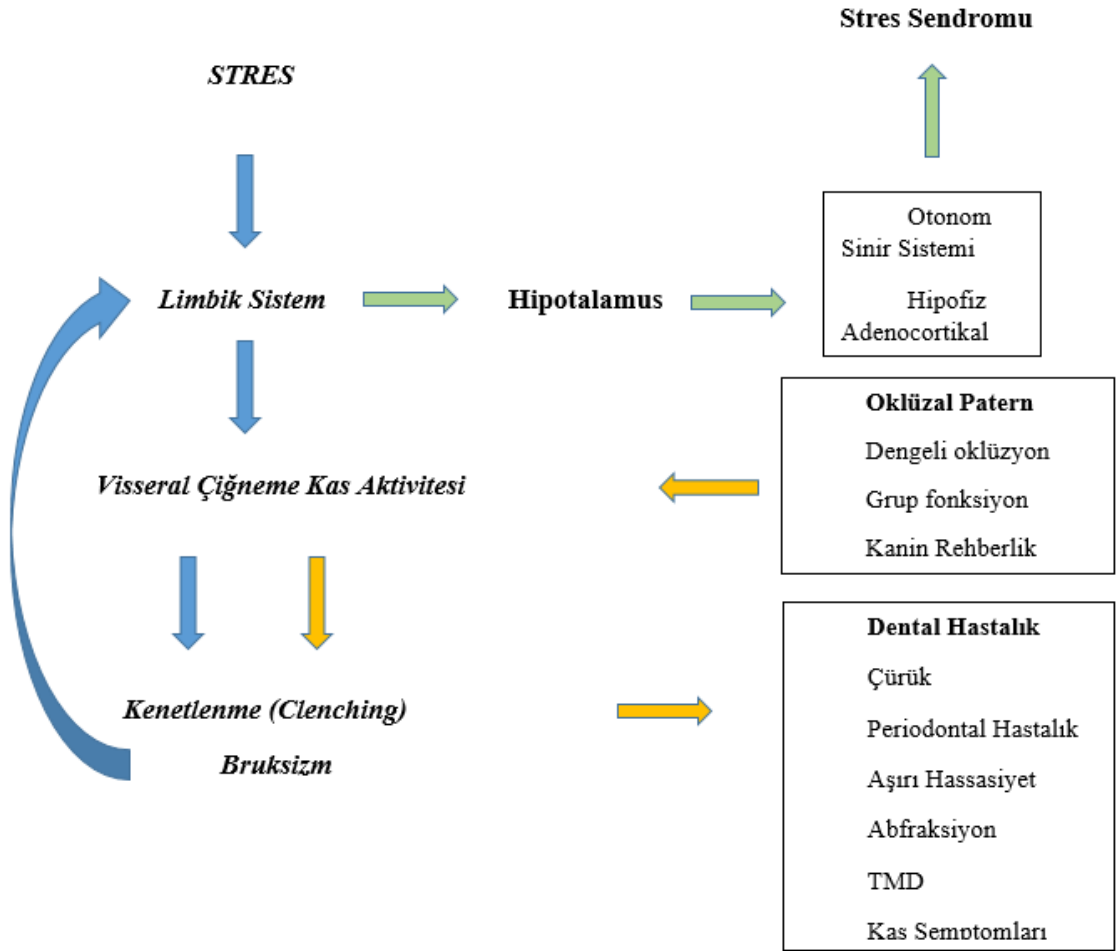 Stres Sendromu
STRES
Otonom
Sinir Sistemi
Limbik Sistem
Hipotalamus
Hipofiz
Adenocortikal
Oklüzal Patern
Dengeli oklüzyon
Visseral Çiğneme Kas Aktivitesi
Grup fonksiyon
Kanin Rehberlik
Dental Hastalık
Çürük
Kenetlenme (Clenching)
Bruksizm
Periodontal Hastalık
Aşırı Hassasiyet
Abfraksiyon
TMD
Kas Semptomları